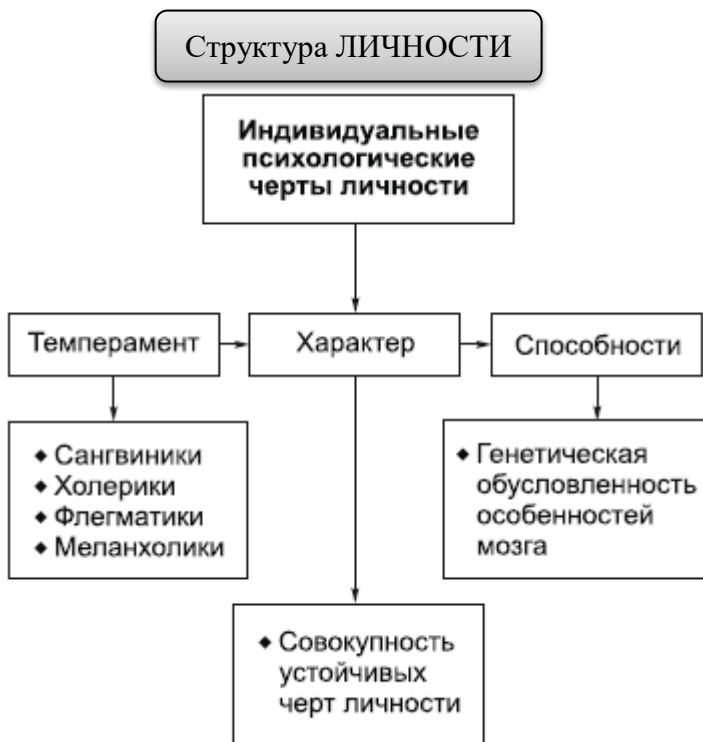 Структура ЛИЧНОСТИ
Индивидуальные
психологические
черты личности
Темперамент
Характер
Способности
◆ Сангвиники
◆ Холерики
◆ Флегматики
◆ Меланхолики
◆ Генетическая
обусловленность
особенностей
мозга
◆ Совокупность
устойчивых
черт личности